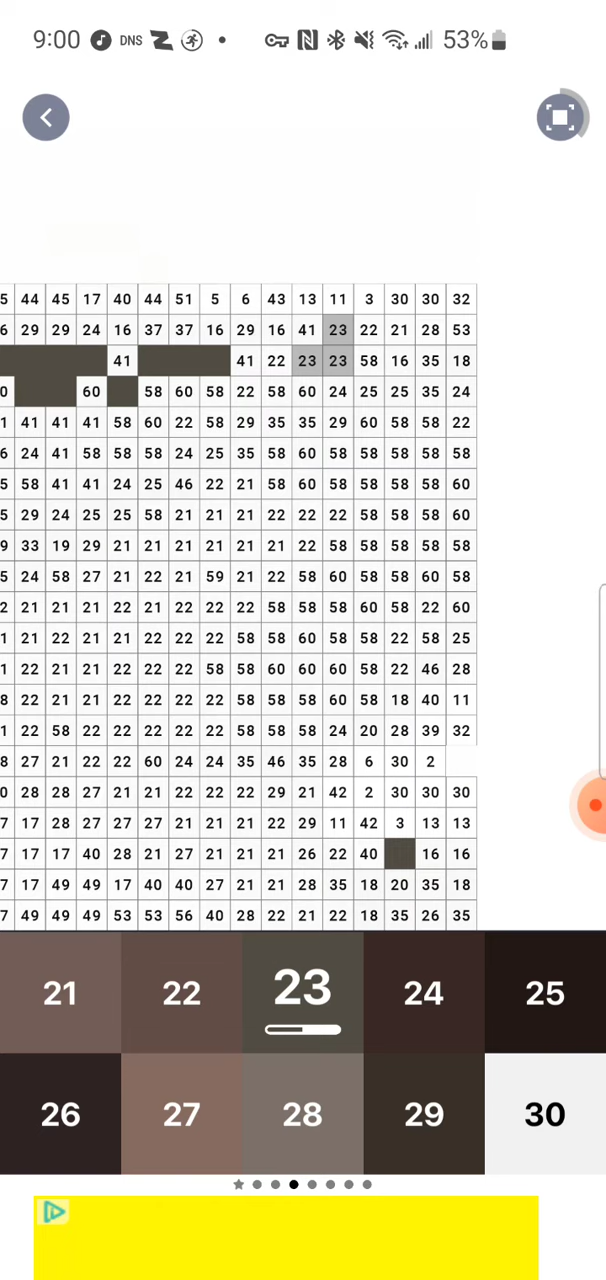 9:00 DNS 53%
5 44 45 17 40 44 51 5 6 43 13 11 3 30 30 32
6 29 29 24 16 37 37 16 29 16 41 23 22 21 28 53
41 41 22 23 23 58 16 35 18
0 60 58 60 58 22 58 60 24 25 25 35 24
1 41 41 41 58 60 22 58 29 35 35 29 60 58 58 22
6 24 41 58 58 58 24 25 35 58 60 58 58 58 58 58
5 58 41 41 24 25 46 22 21 58 60 58 58 58 58 60
5 29 24 25 25 58 21 21 21 22 22 22 58 58 58 60
9 33 19 29 21 21 21 21 21 21 22 58 58 58 58 58
5 24 58 27 21 22 21 59 21 22 58 60 58 58 60 58
2 21 21 21 22 21 22 22 22 58 58 58 60 58 22 60
1 21 22 21 21 22 22 22 58 58 60 58 58 22 58 25
1 22 21 21 22 22 22 58 58 60 60 60 58 22 46 28
8 22 21 21 22 22 22 22 58 58 58 60 58 18 40 11
1 22 58 22 22 22 22 22 58 58 58 24 20 28 39 32
8 27 21 22 22 60 24 24 35 46 35 28 6 30 2
0 28 28 27 21 21 22 22 22 29 21 42 2 30 30 30
7 17 28 27 27 27 21 21 21 22 29 11 42 3 13 13
7 17 17 40 28 21 27 21 21 21 26 22 40 16 16
7 17 49 49 17 40 40 27 21 21 28 35 18 20 35 18
7 49 49 49 53 53 56 40 28 22 21 22 18 35 26 35
21 22 23 24 25
26 27 28 29 30